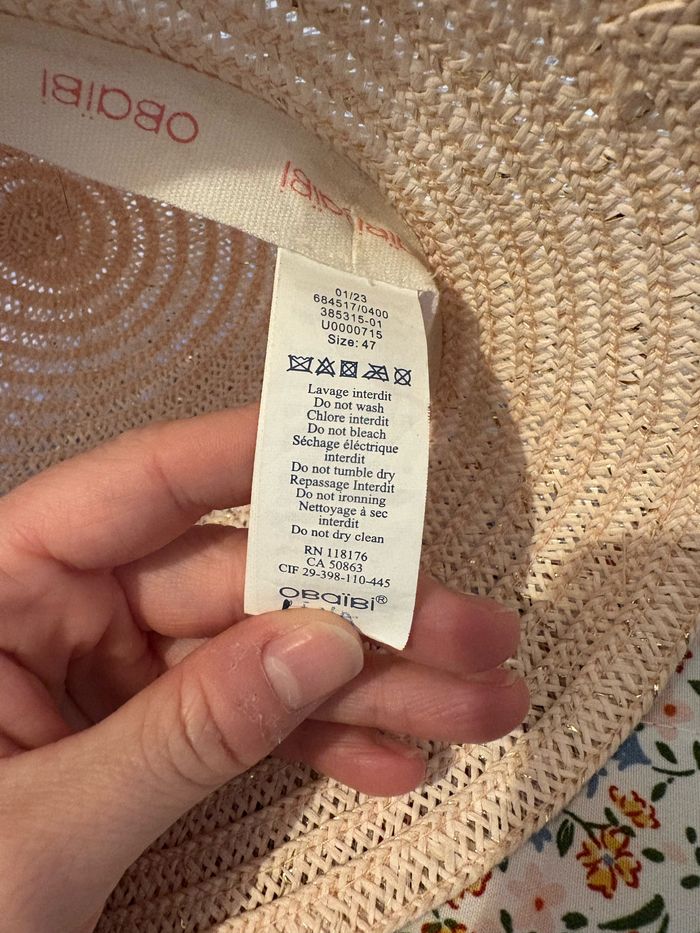 OBaïBi
OBaïBi
01/23
684517/0400
385315-01
U0000715
Size: 47
Lavage interdit
Do not wash
Chlore interdit
Do not bleach
Séchage éléctrique
interdit
Do not tumble dry
Repassage Interdit
Do not ironning
Nettoyage à sec
interdit
Do not dry clean
RN 118176
CA 50863
CIF 29-398-110-445
OBaïBi®